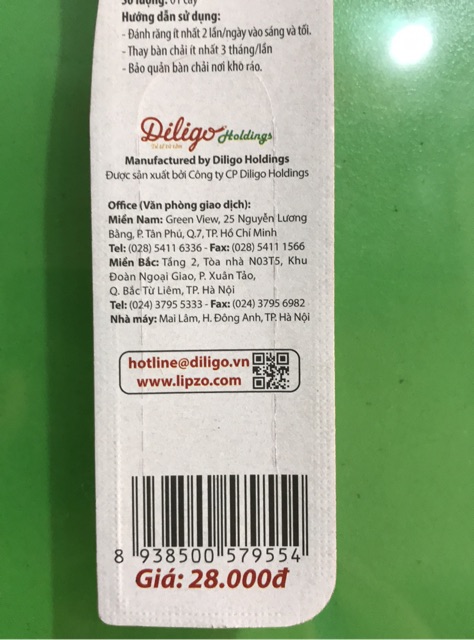 Số lượng: 01 cây
Hướng dẫn sử dụng:
- Đánh răng ít nhất 2 lần/ngày vào sáng và tối.
- Thay bàn chải ít nhất 3 tháng/lần
- Bảo quản bàn chải nơi khô ráo.
Diligo Holdings
Manufactured by Diligo Holdings
Được sản xuất bởi Công ty CP Diligo Holdings
Office (Văn phòng giao dịch):
Miền Nam: Green View, 25 Nguyễn Lương
Bằng, P. Tân Phú, Q.7, TP. Hồ Chí Minh
Tel: (028) 5411 6336 - Fax: (028) 5411 1566
Miền Bắc: Tầng 2, Tòa nhà N03T5, Khu
Đoàn Ngoại Giao, P. Xuân Tảo,
Q. Bắc Từ Liêm, TP. Hà Nội
Tel: (024) 3795 5333 - Fax: (024) 3795 6982
Nhà máy: Mai Lâm, H. Đông Anh, TP. Hà Nội
hotline@diligo.vn
www.lipzo.com
8 938500 579554
Giá: 28.000đ